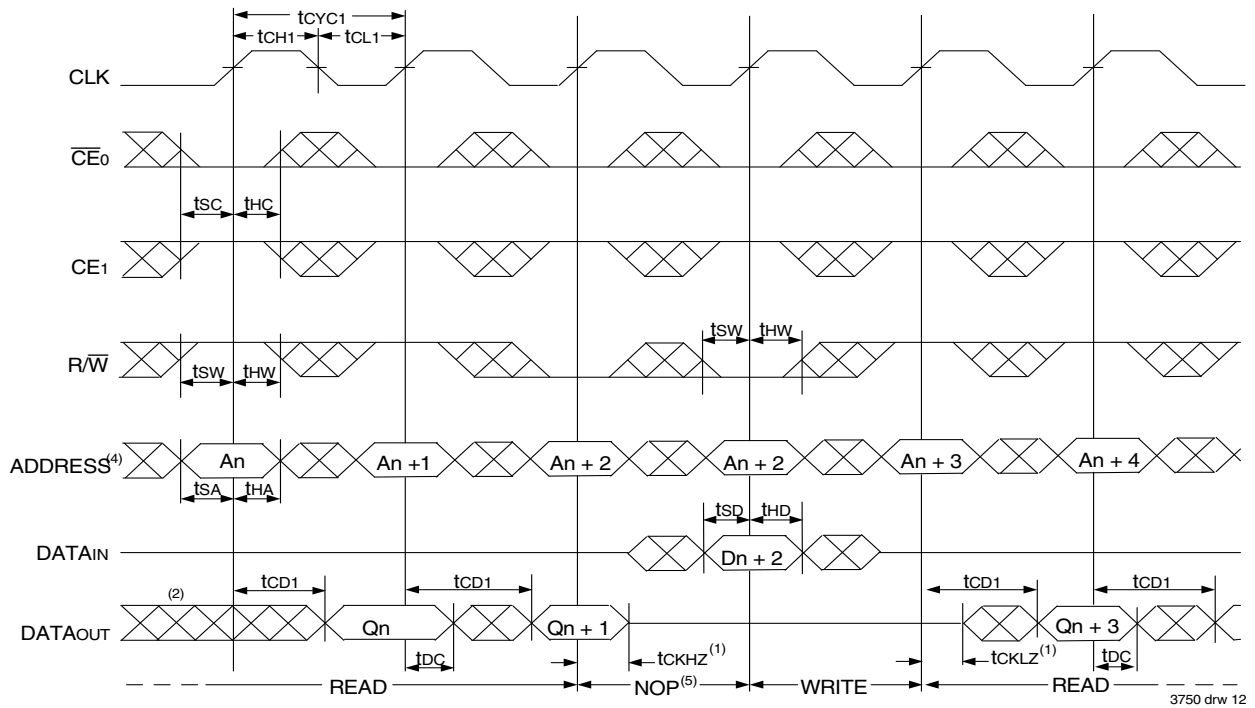 tCYC1
tCH1 tCL1
CLK
CE0
tSC tHC
CE1
tSW tHW
R/W
tSW tHW
ADDRESS(4) An An +1 An + 2 An + 2 An + 3 An + 4
tSA tHA
tSD tHD
DATAIN Dn + 2
(2) tCD1 tCD1 tCD1 tCD1
DATAOUT Qn Qn + 1 Qn + 3
tDC tCKHZ(1) tCKLZ(1) tDC
READ NOP(5) WRITE READ
3750 drw 12